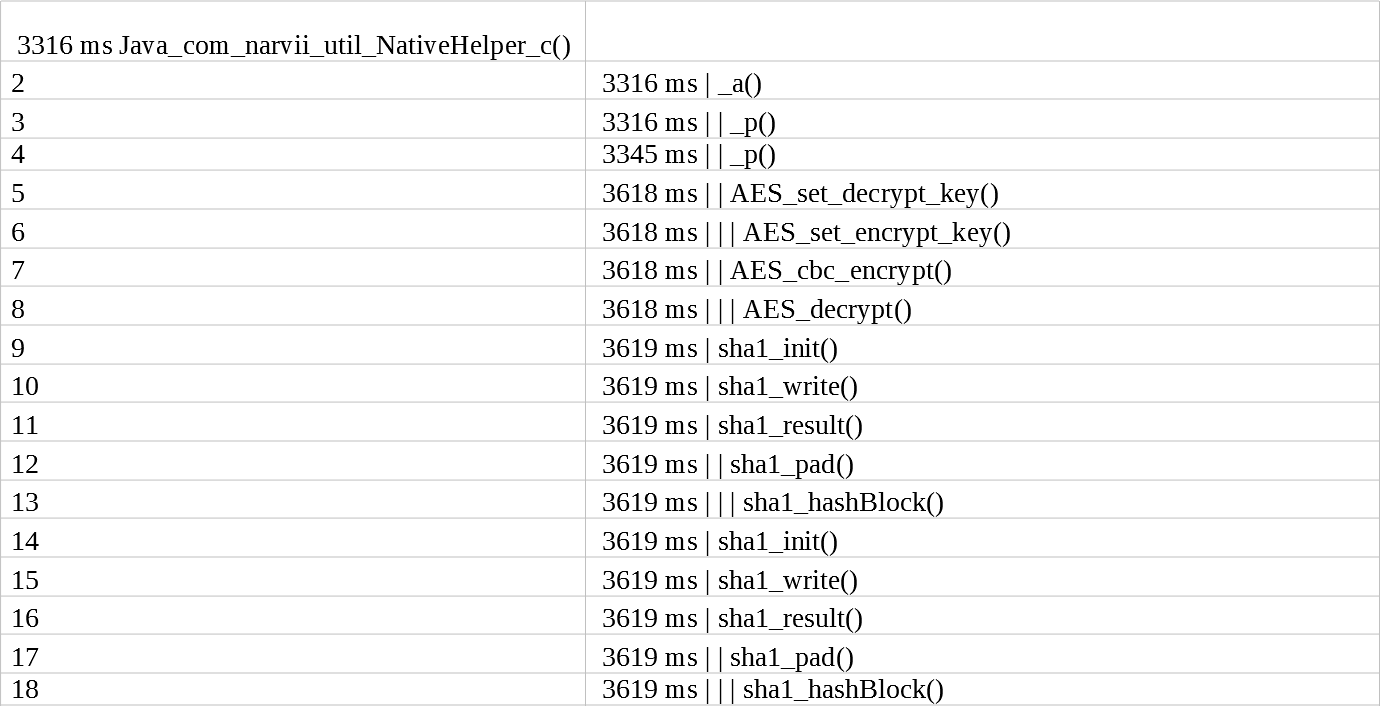 3316 ms Java_com_narvii_util_NativeHelper_c()
2 3316 ms | _a()
3 3316 ms | | _p()
4 3345 ms | | _p()
5 3618 ms | | AES_set_decrypt_key()
6 3618 ms | | | AES_set_encrypt_key()
7 3618 ms | | AES_cbc_encrypt()
8 3618 ms | | | AES_decrypt()
9 3619 ms | sha1_init()
10 3619 ms | sha1_write()
11 3619 ms | sha1_result()
12 3619 ms | | sha1_pad()
13 3619 ms | | | sha1_hashBlock()
14 3619 ms | sha1_init()
15 3619 ms | sha1_write()
16 3619 ms | sha1_result()
17 3619 ms | | sha1_pad()
18 3619 ms | | | sha1_hashBlock()